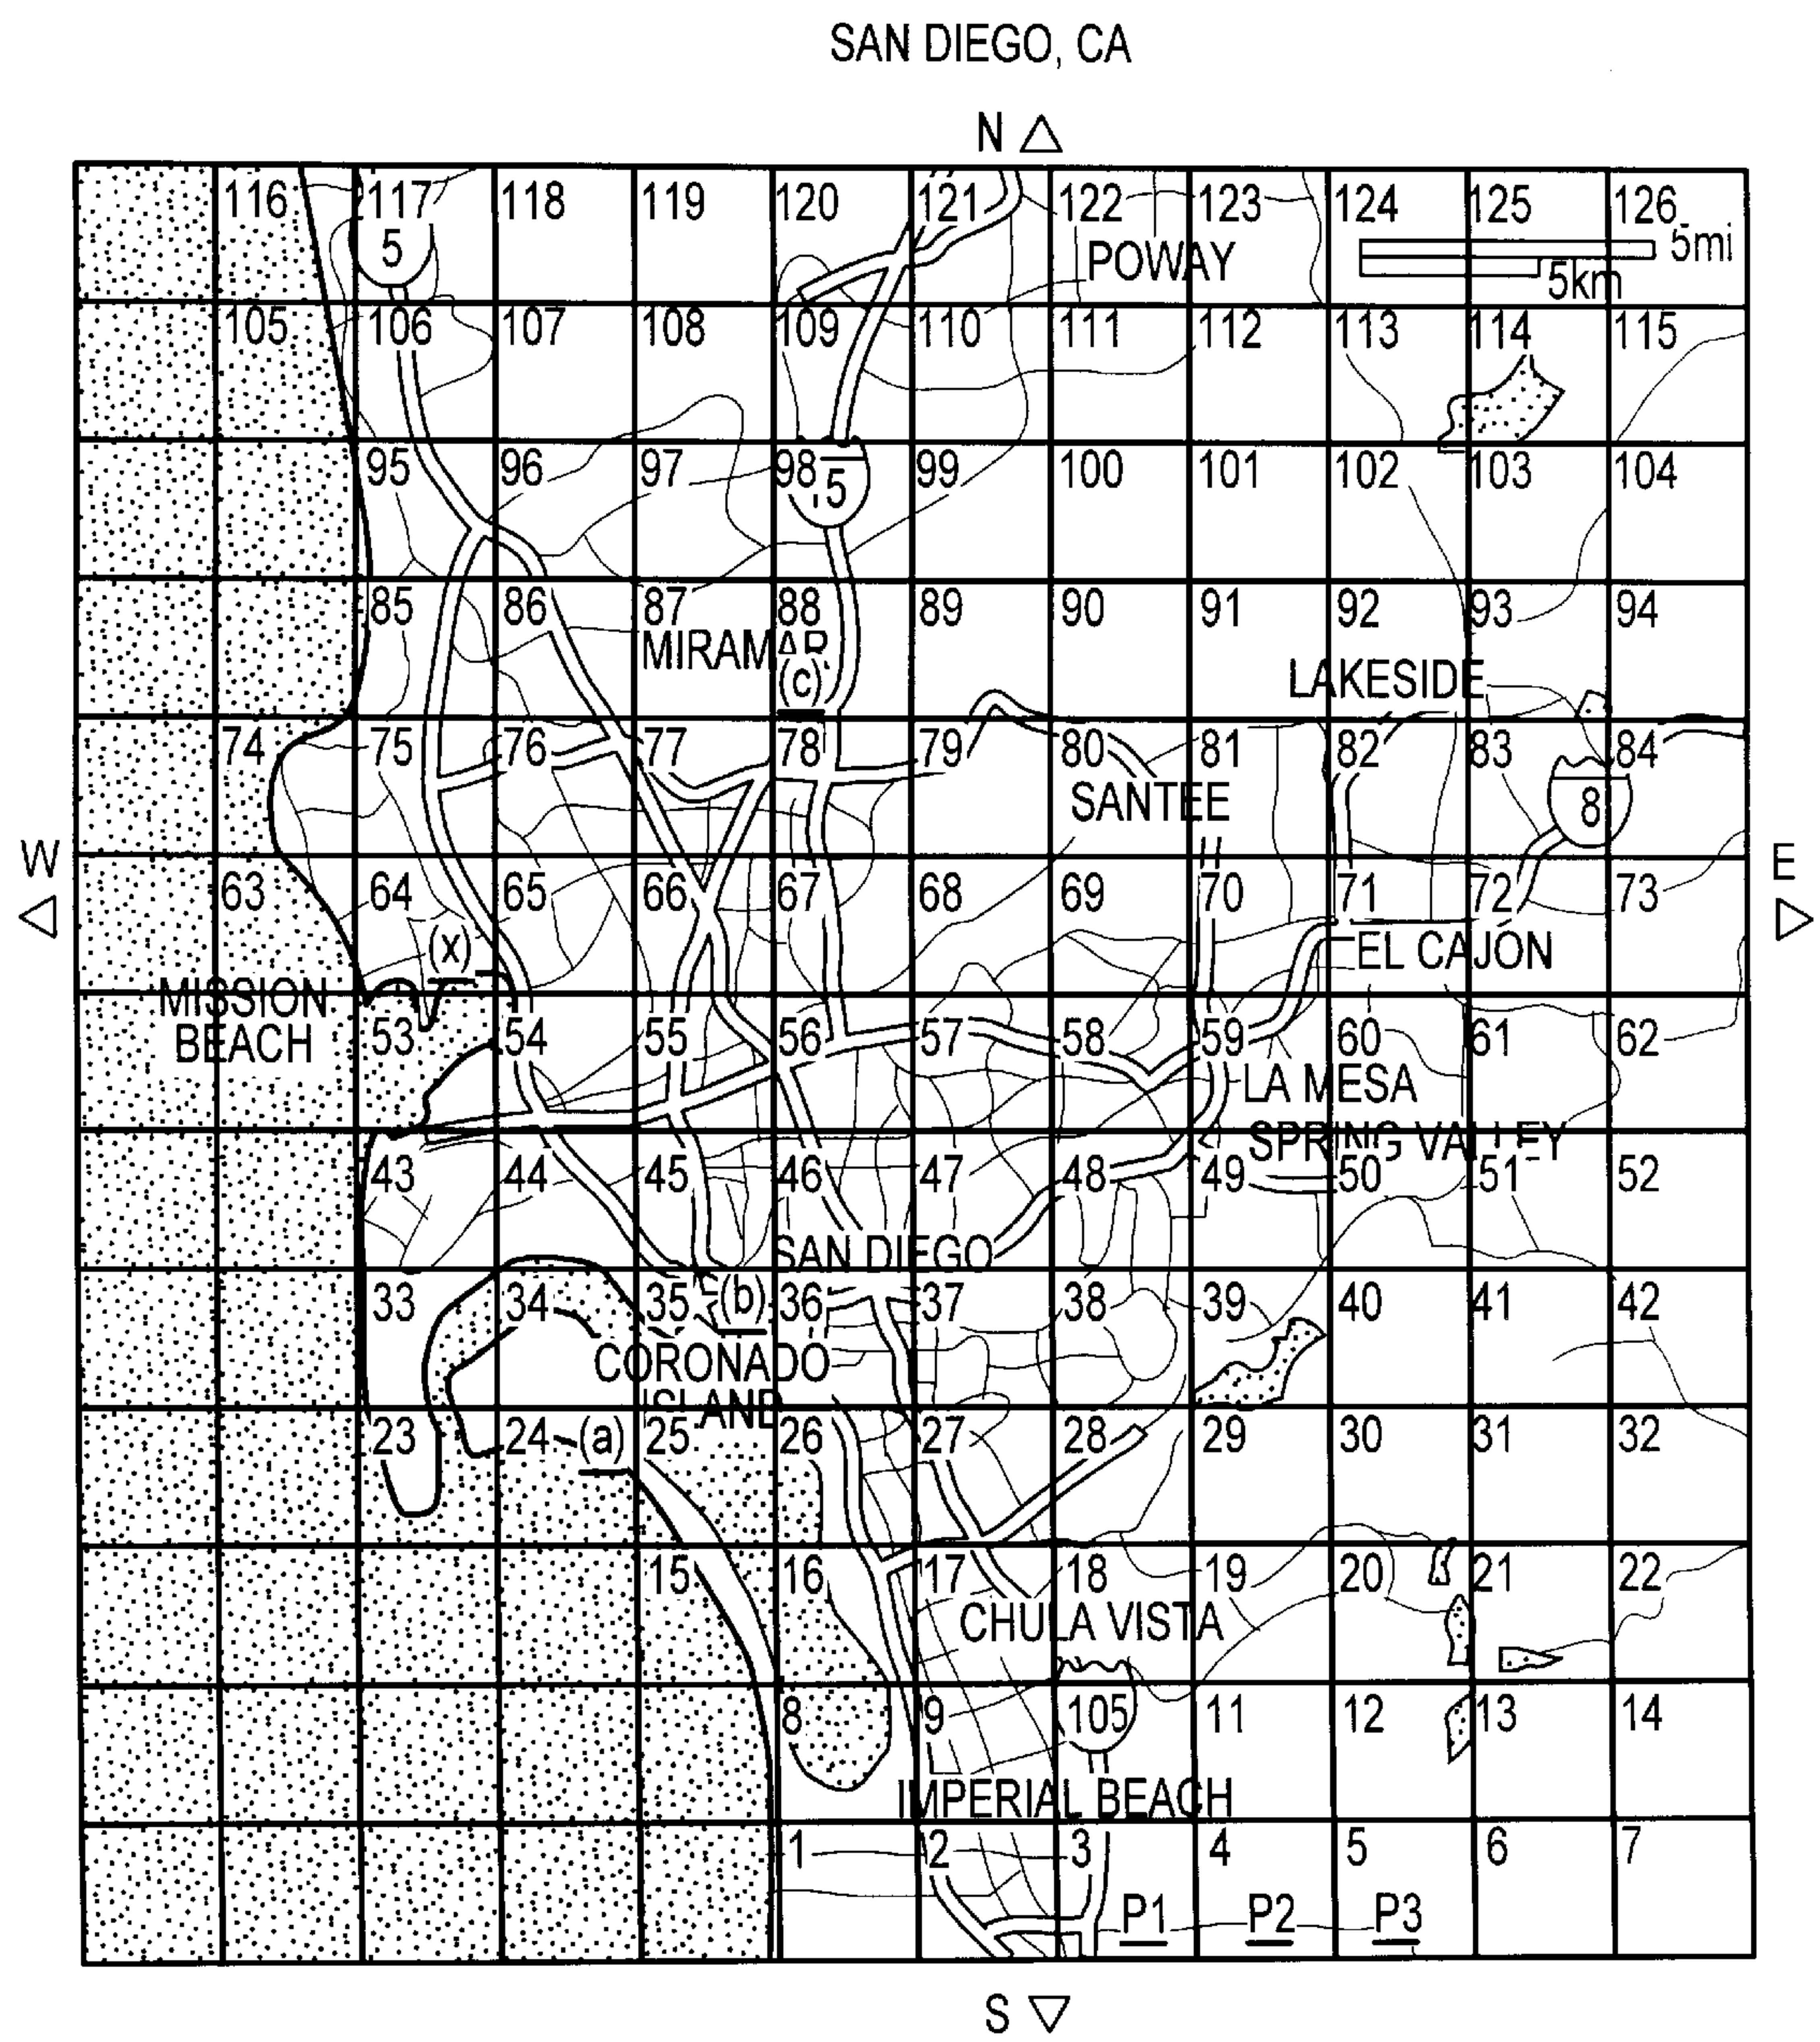 SAN DIEGO, CA
N
116 117 118 119 120 121 122 123 124 125 126
5
POWAY
5mi
5km
105 106 107 108 109 110 111 112 113 114 115
95 96 97 98 99 100 101 102 103 104
15
85 86 87 88 89 90 91 92 93 94
MIRAMAR
(c)
LAKESIDE
74 75 76 77 78 79 80 81 82 83 84
SANTEE
8
W
E
63 64 65 66 67 68 69 70 71 72 73
(x)
EL CAJON
MISSION
BEACH
53 54 55 56 57 58 59 60 61 62
LA MESA
SPRING VALLEY
43 44 45 46 47 48 49 50 51 52
SAN DIEGO
33 34 35 (b) 36 37 38 39 40 41 42
CORONADO
ISLAND
23 24 (a) 25 26 27 28 29 30 31 32
15 16 17 18 19 20 21 22
CHULA VISTA
8 9 105 11 12 13 14
IMPERIAL BEACH
1 2 3 4 5 6 7
P1 P2 P3
S